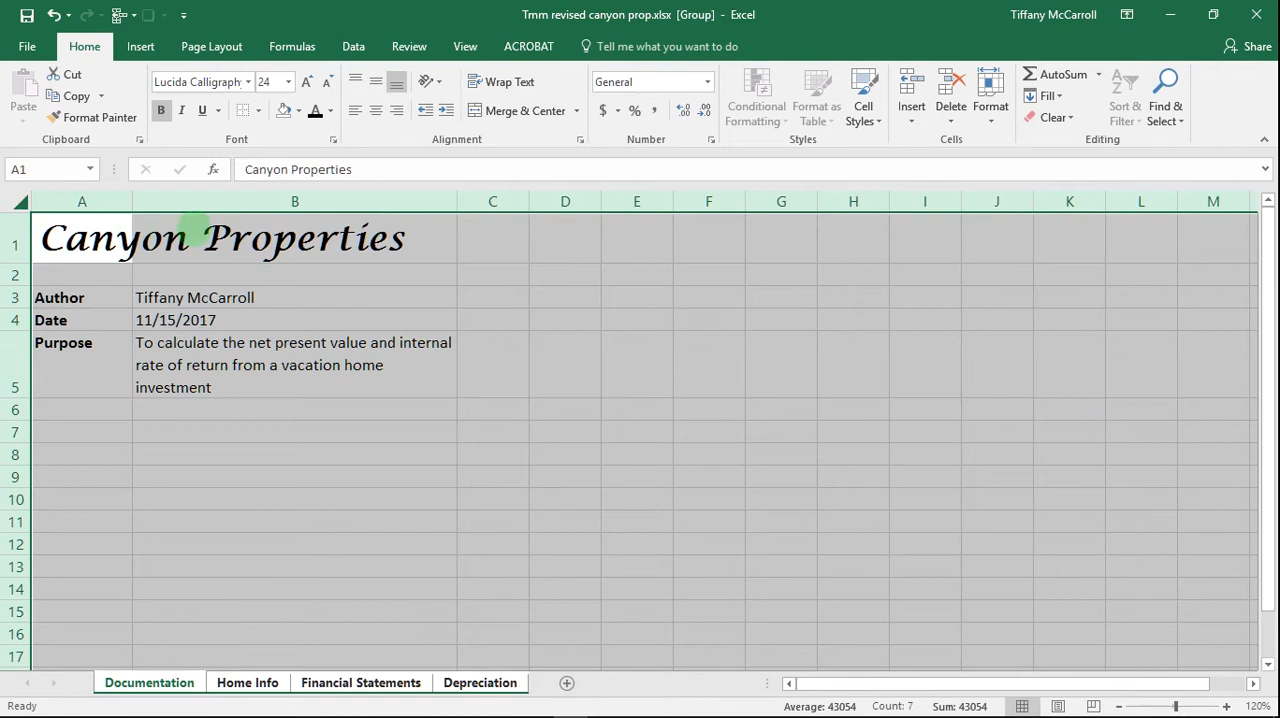 Tmm revised canyon prop.xlsx [Group] - Excel
Tiffany McCarroll
File Home Insert Page Layout Formulas Data Review View ACROBAT Tell me what you want to do Share
Paste
Cut
Copy
Format Painter
Clipboard
Lucida Calligraphy 24
B I U
Font
Wrap Text
Merge & Center
Alignment
General
$ % ,
Number
Conditional Formatting
Format as Table
Cell Styles
Styles
Insert
Delete
Format
Cells
AutoSum
Fill
Clear
Sort & Filter
Find & Select
Editing
A1 fx Canyon Properties
A B C D E F G H I J K L M
1 Canyon Properties
2
3 Author Tiffany McCarroll
4 Date 11/15/2017
Purpose To calculate the net present value and internal
rate of return from a vacation home
5 investment
6
7
8
9
10
11
12
13
14
15
16
17
Documentation Home Info Financial Statements Depreciation
Ready Average: 43054 Count: 7 Sum: 43054 120%